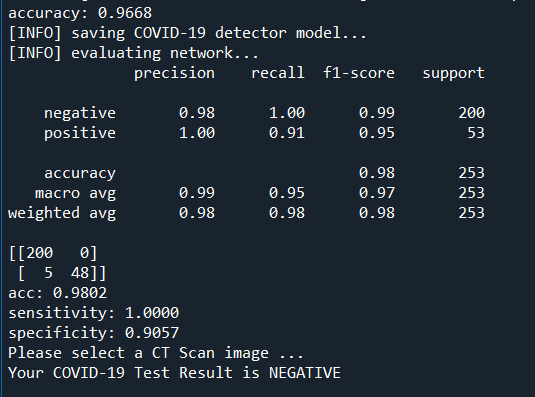 accuracy: 0.9668
[INFO] saving COVID-19 detector model...
[INFO] evaluating network...
precision recall f1-score support
negative 0.98 1.00 0.99 200
positive 1.00 0.91 0.95 53
accuracy 0.98 253
macro avg 0.99 0.95 0.97 253
weighted avg 0.98 0.98 0.98 253
[[200 0]
[ 5 48]]
acc: 0.9802
sensitivity: 1.0000
specificity: 0.9057
Please select a CT Scan image ...
Your COVID-19 Test Result is NEGATIVE